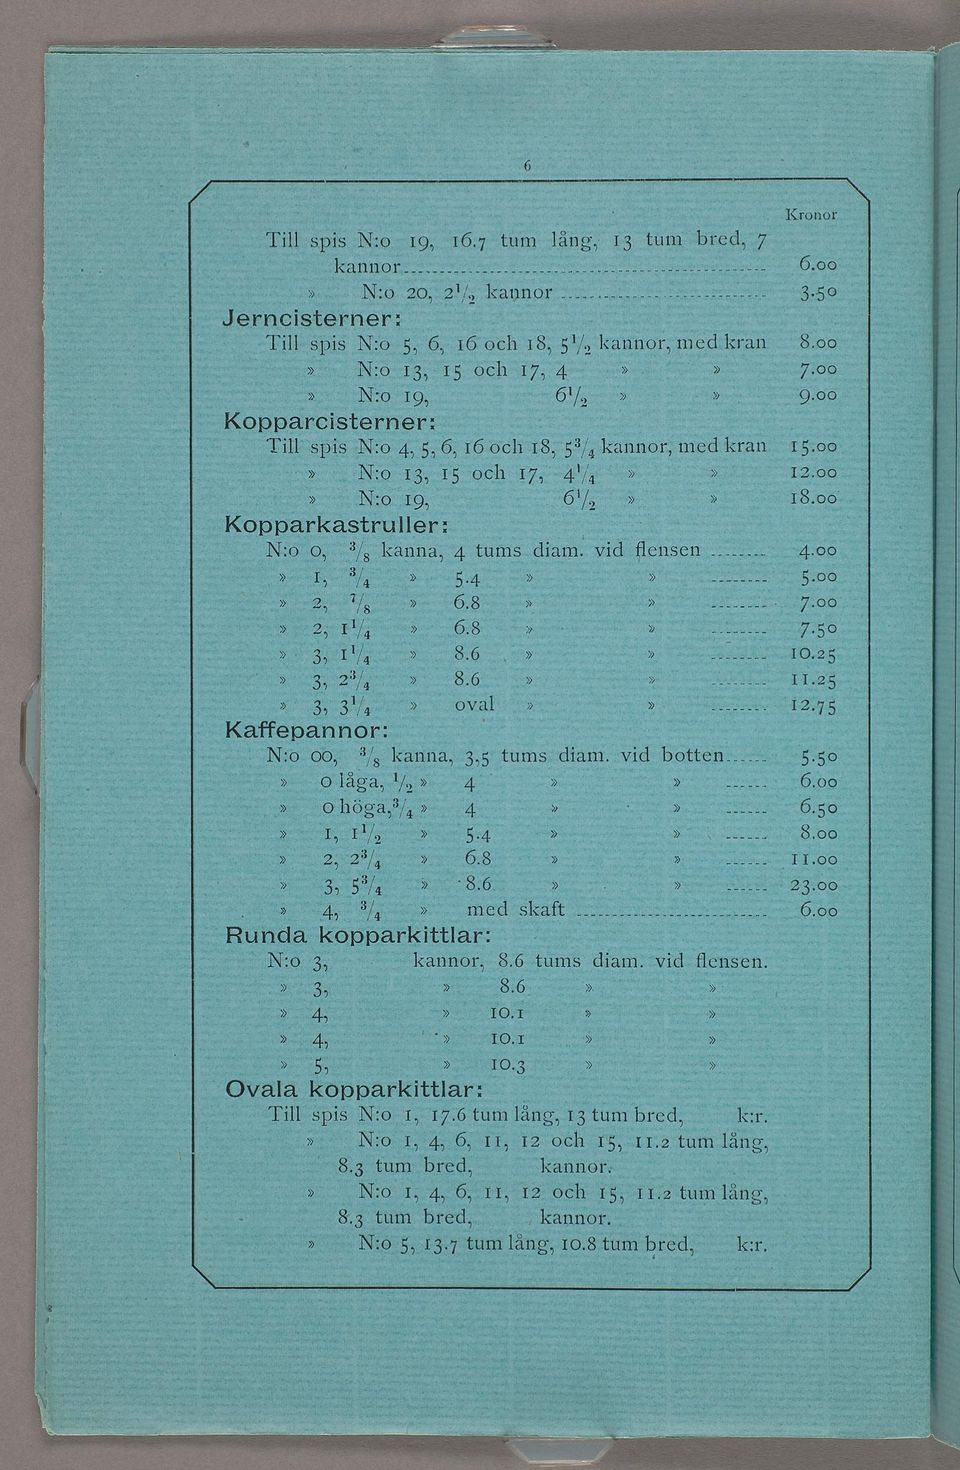 6
Kronor
Till spis N:o 19, 16.7 tum lång, 13 tum bred, 7
kannor 6.00
» N:o 20, 2 1/2 kannor 3.50
Jerncisterner:
Till spis N:o 5, 6, 16 och 18, 5 1/2 kannor, med kran 8.00
» N:o 13, 15 och 17, 4 » » 7.00
» N:o 19, 6 1/2 » » 9.00
Kopparcisterner:
Till spis N:o 4, 5, 6, 16 och 18, 5 3/4 kannor, med kran 15.00
» N:o 13, 15 och 17, 4 1/4 » » 12.00
» N:o 19, 6 1/2 » » 18.00
Kopparkastruller:
N:o 0, 3/8 kanna, 4 tums diam. vid flensen 4.00
» 1, 3/4 » 5.4 » » 5.00
» 2, 7/8 » 6.8 » » 7.00
» 2, 1 1/4 » 6.8 » » 7.50
» 3, 1 1/4 » 8.6 » » 10.25
» 3, 2 3/4 » 8.6 » » 11.25
» 3, 3 1/4 » oval » » 12.75
Kaffepannor:
N:o 00, 3/8 kanna, 3,5 tums diam. vid botten 5.50
» 0 låga, 1/2 » 4 » » 6.00
» 0 höga, 3/4 » 4 » » 6.50
» 1, 1 1/2 » 5.4 » » 8.00
» 2, 2 3/4 » 6.8 » » 11.00
» 3, 5 3/4 » 8.6 » » 23.00
» 4, 3/4 » med skaft 6.00
Runda kopparkittlar:
N:o 3, kannor, 8.6 tums diam. vid flensen.
» 3, » 8.6 » »
» 4, » 10.1 » »
» 4, » 10.1 » »
» 5, » 10.3 » »
Ovala kopparkittlar:
Till spis N:o 1, 17.6 tum lång, 13 tum bred, k:r.
» N:o 1, 4, 6, 11, 12 och 15, 11.2 tum lång,
8.3 tum bred, kannor.
» N:o 1, 4, 6, 11, 12 och 15, 11.2 tum lång,
8.3 tum bred, kannor.
» N:o 5, 13.7 tum lång, 10.8 tum bred, k:r.